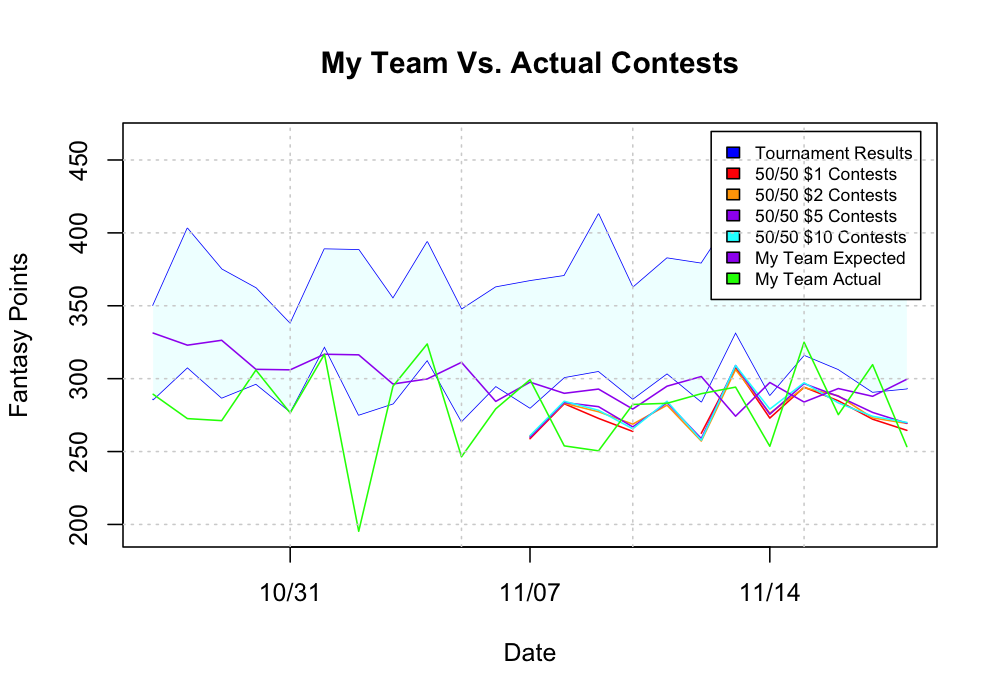 My Team Vs. Actual Contests
Fantasy Points
450
400
350
300
250
200
Tournament Results
50/50 $1 Contests
50/50 $2 Contests
50/50 $5 Contests
50/50 $10 Contests
My Team Expected
My Team Actual
10/31 11/07 11/14
Date